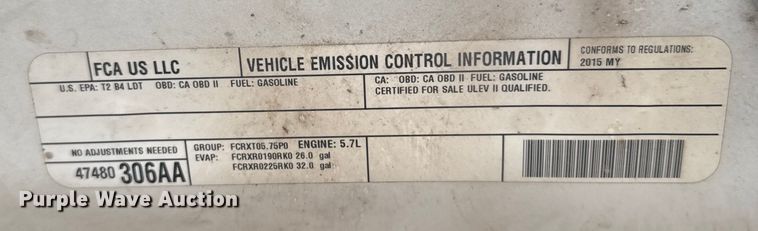 FCA US LLC
VEHICLE EMISSION CONTROL INFORMATION
CONFORMS TO REGULATIONS:
2015 MY
U.S. EPA: T2 B4 LDT OBD: CA OBD II FUEL: GASOLINE
CA: OBD: CA OBD II FUEL: GASOLINE
CERTIFIED FOR SALE ULEV II QUALIFIED.
NO ADJUSTMENTS NEEDED
47480 306AA
GROUP: FCRXT05.75P0 ENGINE: 5.7L
EVAP: FCRXR0190RK0 26.0 gal
FCRXR0225RK0 32.0 gal
Purple Wave Auction